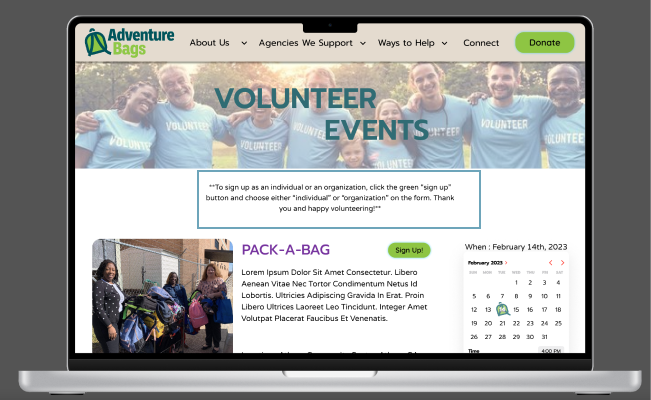 Adventure
Bags
About Us
Agencies We Support
Ways to Help
Connect
Donate
VOLUNTEER
EVENTS
VOLUNTEER
VOLUNTEER
VOLUNTEER
VOLUNTEER
**To sign up as an individual or an organization, click the green "sign up"
button and choose either "individual" or "organization" on the form. Thank
you and happy volunteering!**
PACK-A-BAG
Sign Up!
Lorem Ipsum Dolor Sit Amet Consectetur. Libero
Aenean Vitae Nec Tortor Condimentum Netus Id
Lobortis. Ultricies Adipiscing Gravida In Erat. Proin
Libero Ultrices Laoreet Leo Tincidunt. Integer Amet
Volutpat Placerat Faucibus Et Venenatis.
When : February 14th, 2023
February 2023
SUN MON TUE WED THU FRI SAT
1 2 3 4
5 6 7 8 9 10 11
12 13 15 16 17 18
19 20 21 22 23 24 25
26 27 28 29 30 31
Time 4:00 PM